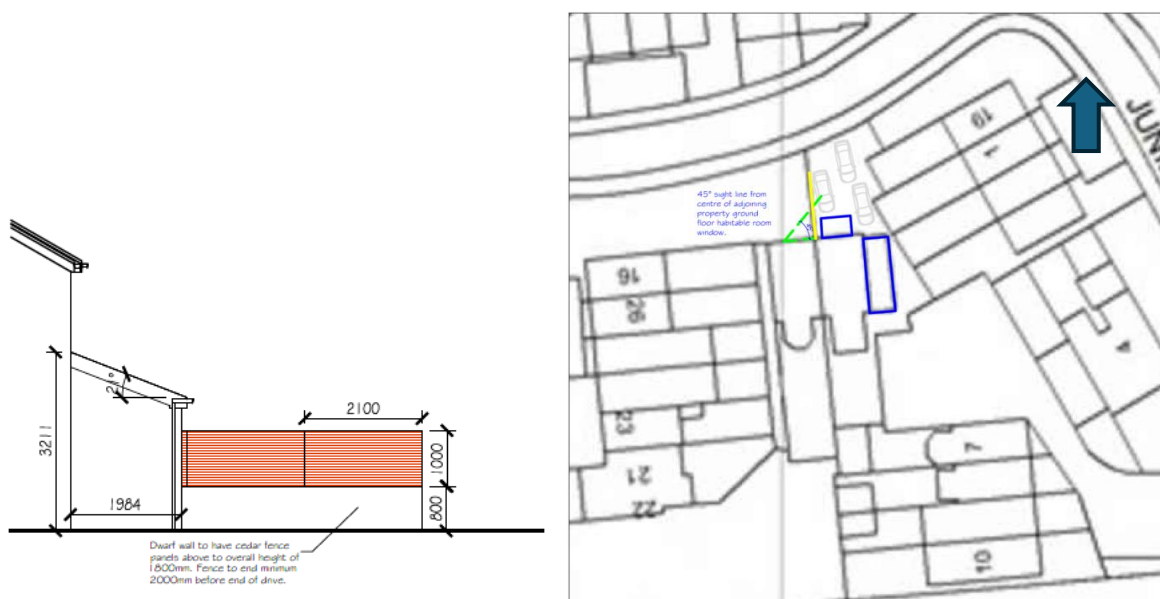 3211
21°
1984
2100
1000
800
Dwarf wall to have cedar fence
panels above to overall height of
1800mm. Fence to end minimum
2000mm before end of drive.
45° sight line from
centre of adjoining
property ground
floor habitable room
window.
19
1
JUN
16
26
23
21
22
4
7
10